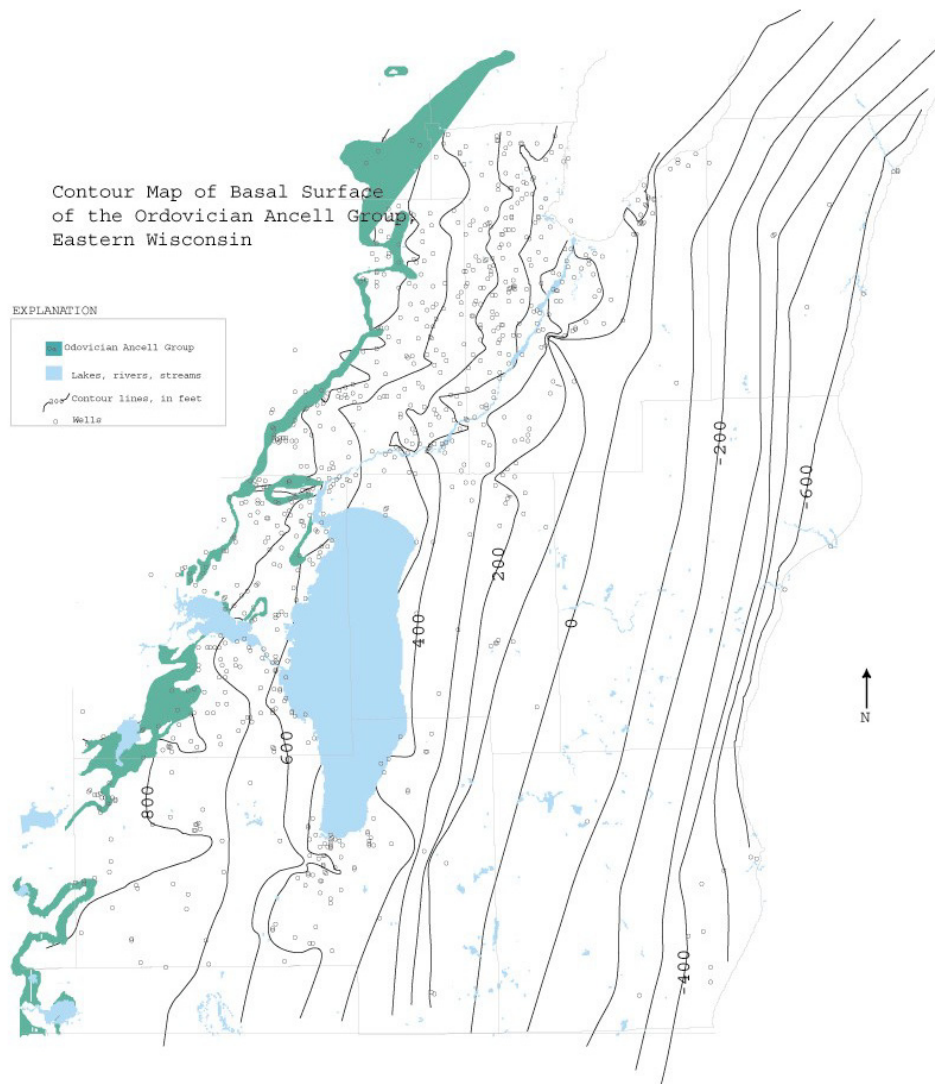 Contour Map of Basal Surface
of the Ordovician Ancell Group,
Eastern Wisconsin
EXPLANATION
Odovician Ancell Group
Lakes, rivers, streams
200 Contour lines, in feet
Wells
-200
-600
200
0
400
600
800
N
-400